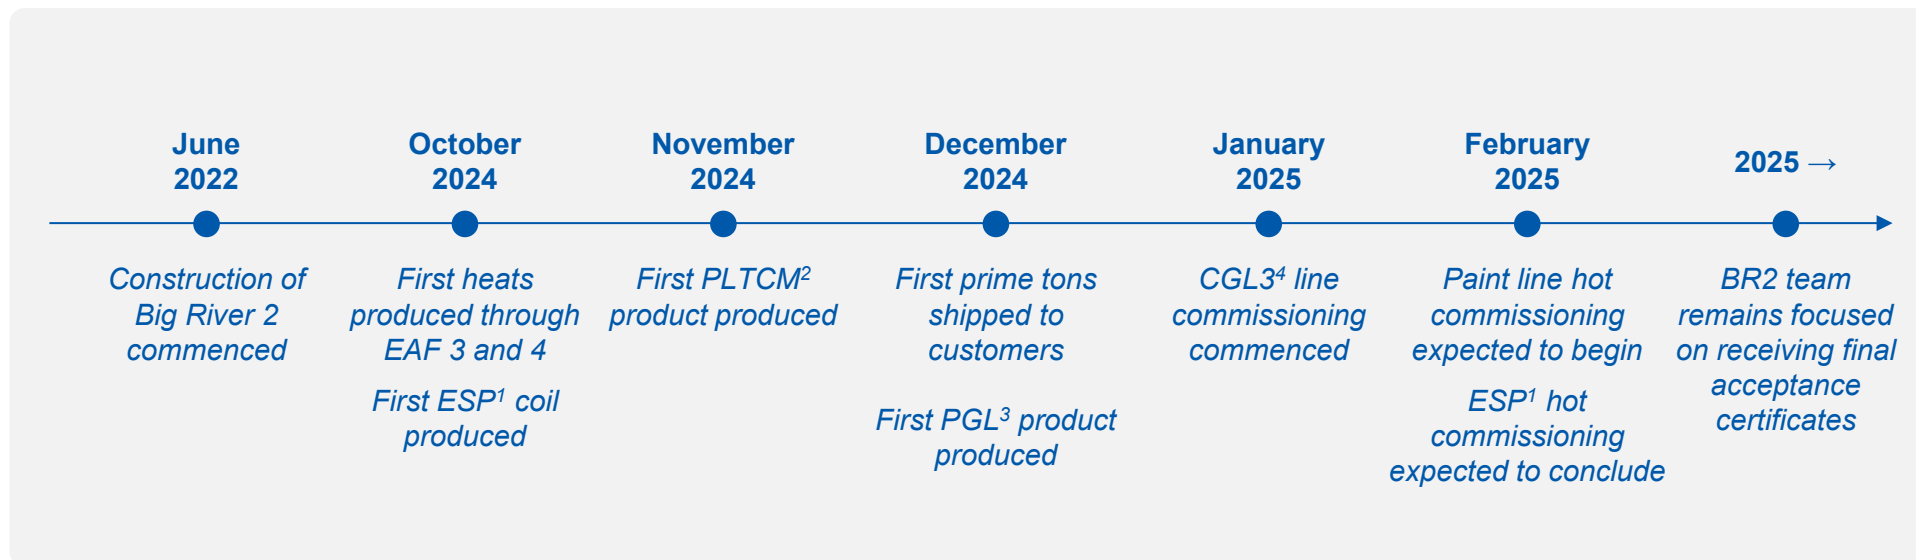 June
2022
Construction of
Big River 2
commenced
October
2024
First heats
produced through
EAF 3 and 4
First ESP¹ coil
produced
November
2024
First PLTCM²
product produced
December
2024
First prime tons
shipped to
customers
First PGL³ product
produced
January
2025
CGL3⁴ line
commissioning
commenced
February
2025
Paint line hot
commissioning
expected to begin
ESP¹ hot
commissioning
expected to conclude
2025 →
BR2 team
remains focused
on receiving final
acceptance
certificates